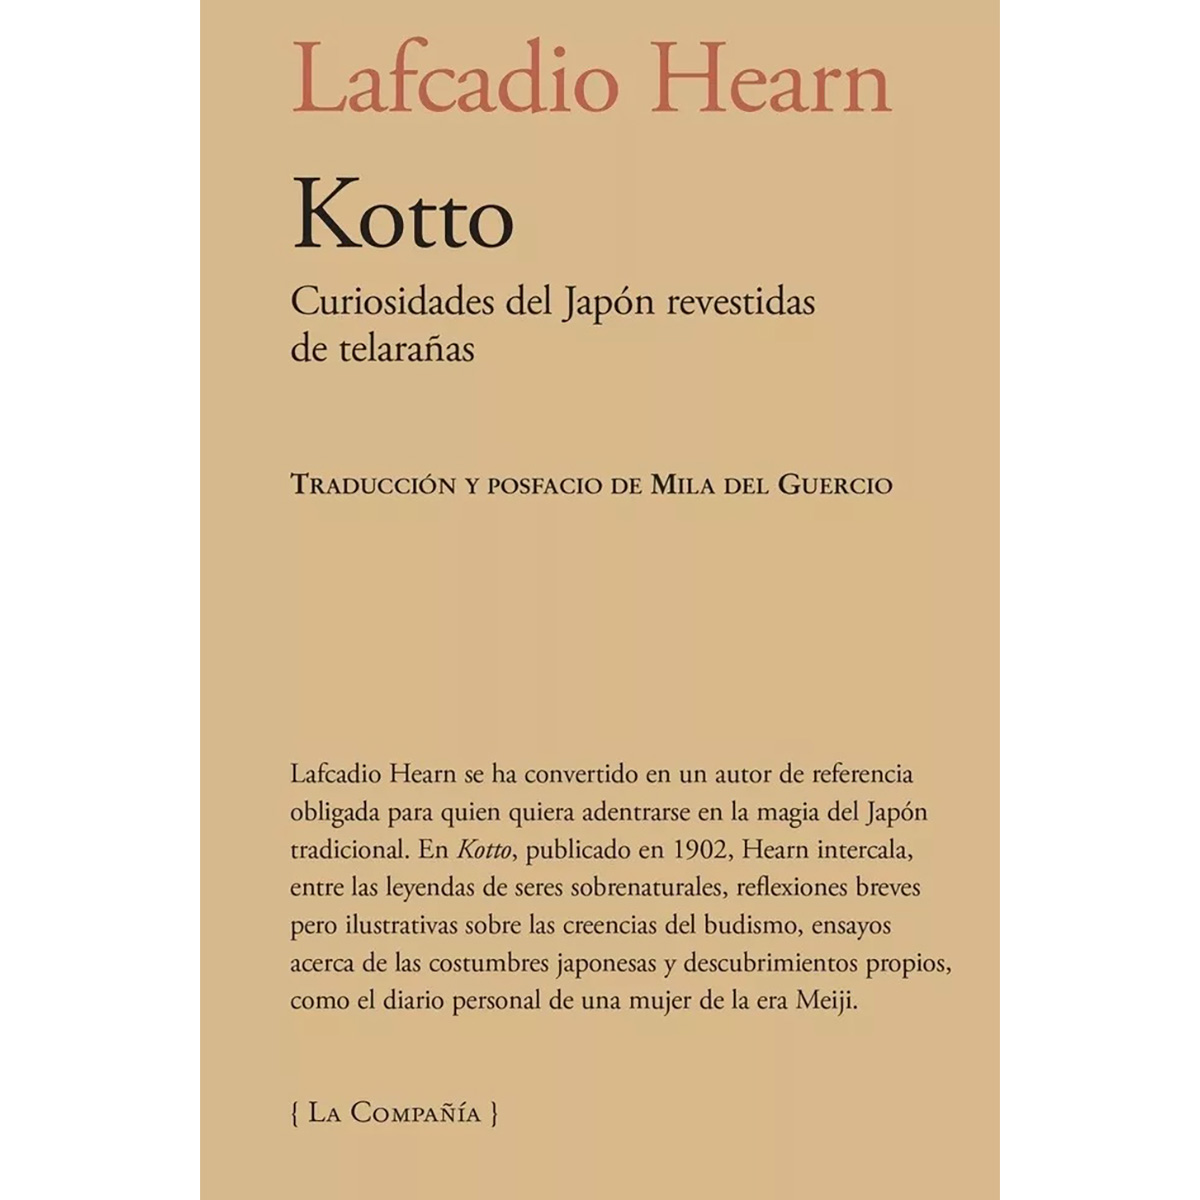 Lafcadio Hearn
Kotto
Curiosidades del Japón revestidas
de telarañas
Traducción y posfacio de Mila del Guercio
Lafcadio Hearn se ha convertido en un autor de referencia
obligada para quien quiera adentrarse en la magia del Japón
tradicional. En Kotto, publicado en 1902, Hearn intercala,
entre las leyendas de seres sobrenaturales, reflexiones breves
pero ilustrativas sobre las creencias del budismo, ensayos
acerca de las costumbres japonesas y descubrimientos propios,
como el diario personal de una mujer de la era Meiji.
{ La Compañía }